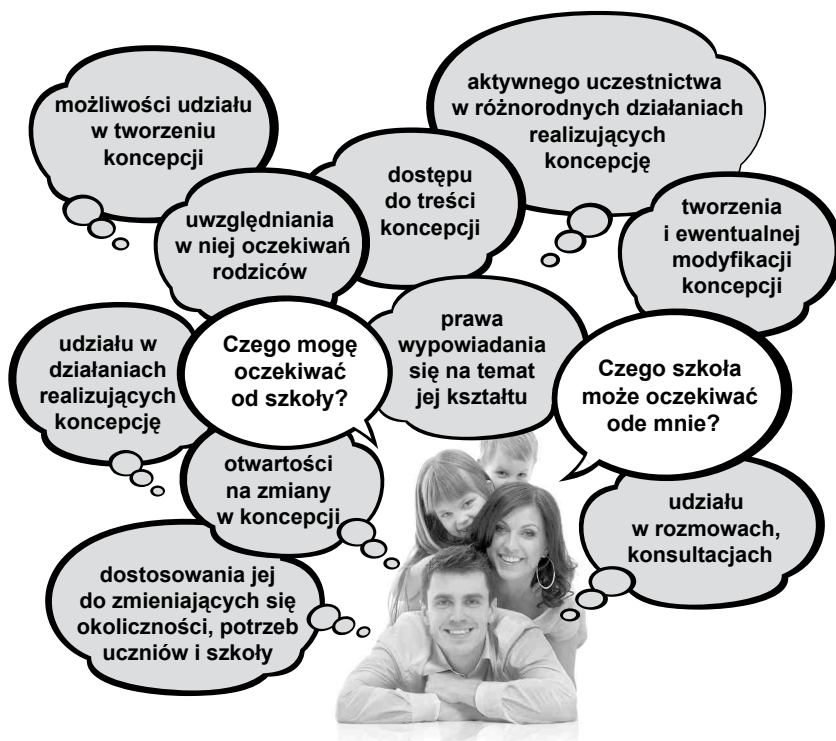 możliwości udziału
w tworzeniu
koncepcji
aktywnego uczestnictwa
w różnorodnych działaniach
realizujących
koncepcję
dostępu
do treści
koncepcji
uwzględniania
w niej oczekiwań
rodziców
tworzenia
i ewentualnej
modyfikacji
koncepcji
udziału w
działaniach
realizujących
koncepcję
Czego mogę
oczekiwać
od szkoły?
prawa
wypowiadania
się na temat
jej kształtu
Czego szkoła
może oczekiwać
ode mnie?
otwartości
na zmiany
w koncepcji
udziału
w rozmowach,
konsultacjach
dostosowania jej
do zmieniających się
okoliczności, potrzeb
uczniów i szkoły